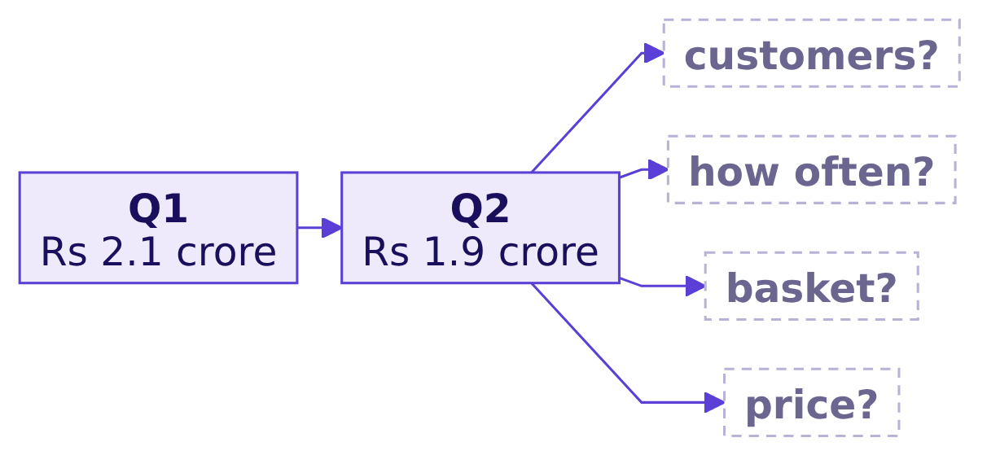 Q1
Rs 2.1 crore
Q2
Rs 1.9 crore
customers?
how often?
basket?
price?